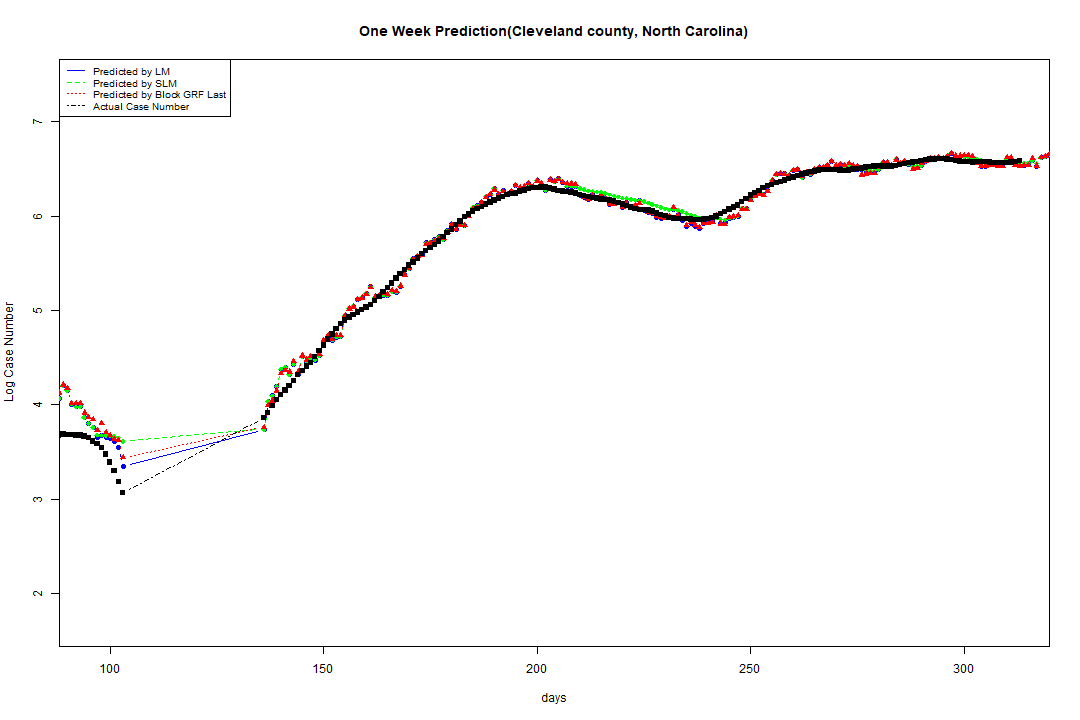 One Week Prediction(Cleveland county, North Carolina)
Predicted by LM
Predicted by SLM
Predicted by Block GRF Last
Actual Case Number
7
6
5
4
3
2
Log Case Number
100 150 200 250 300
days